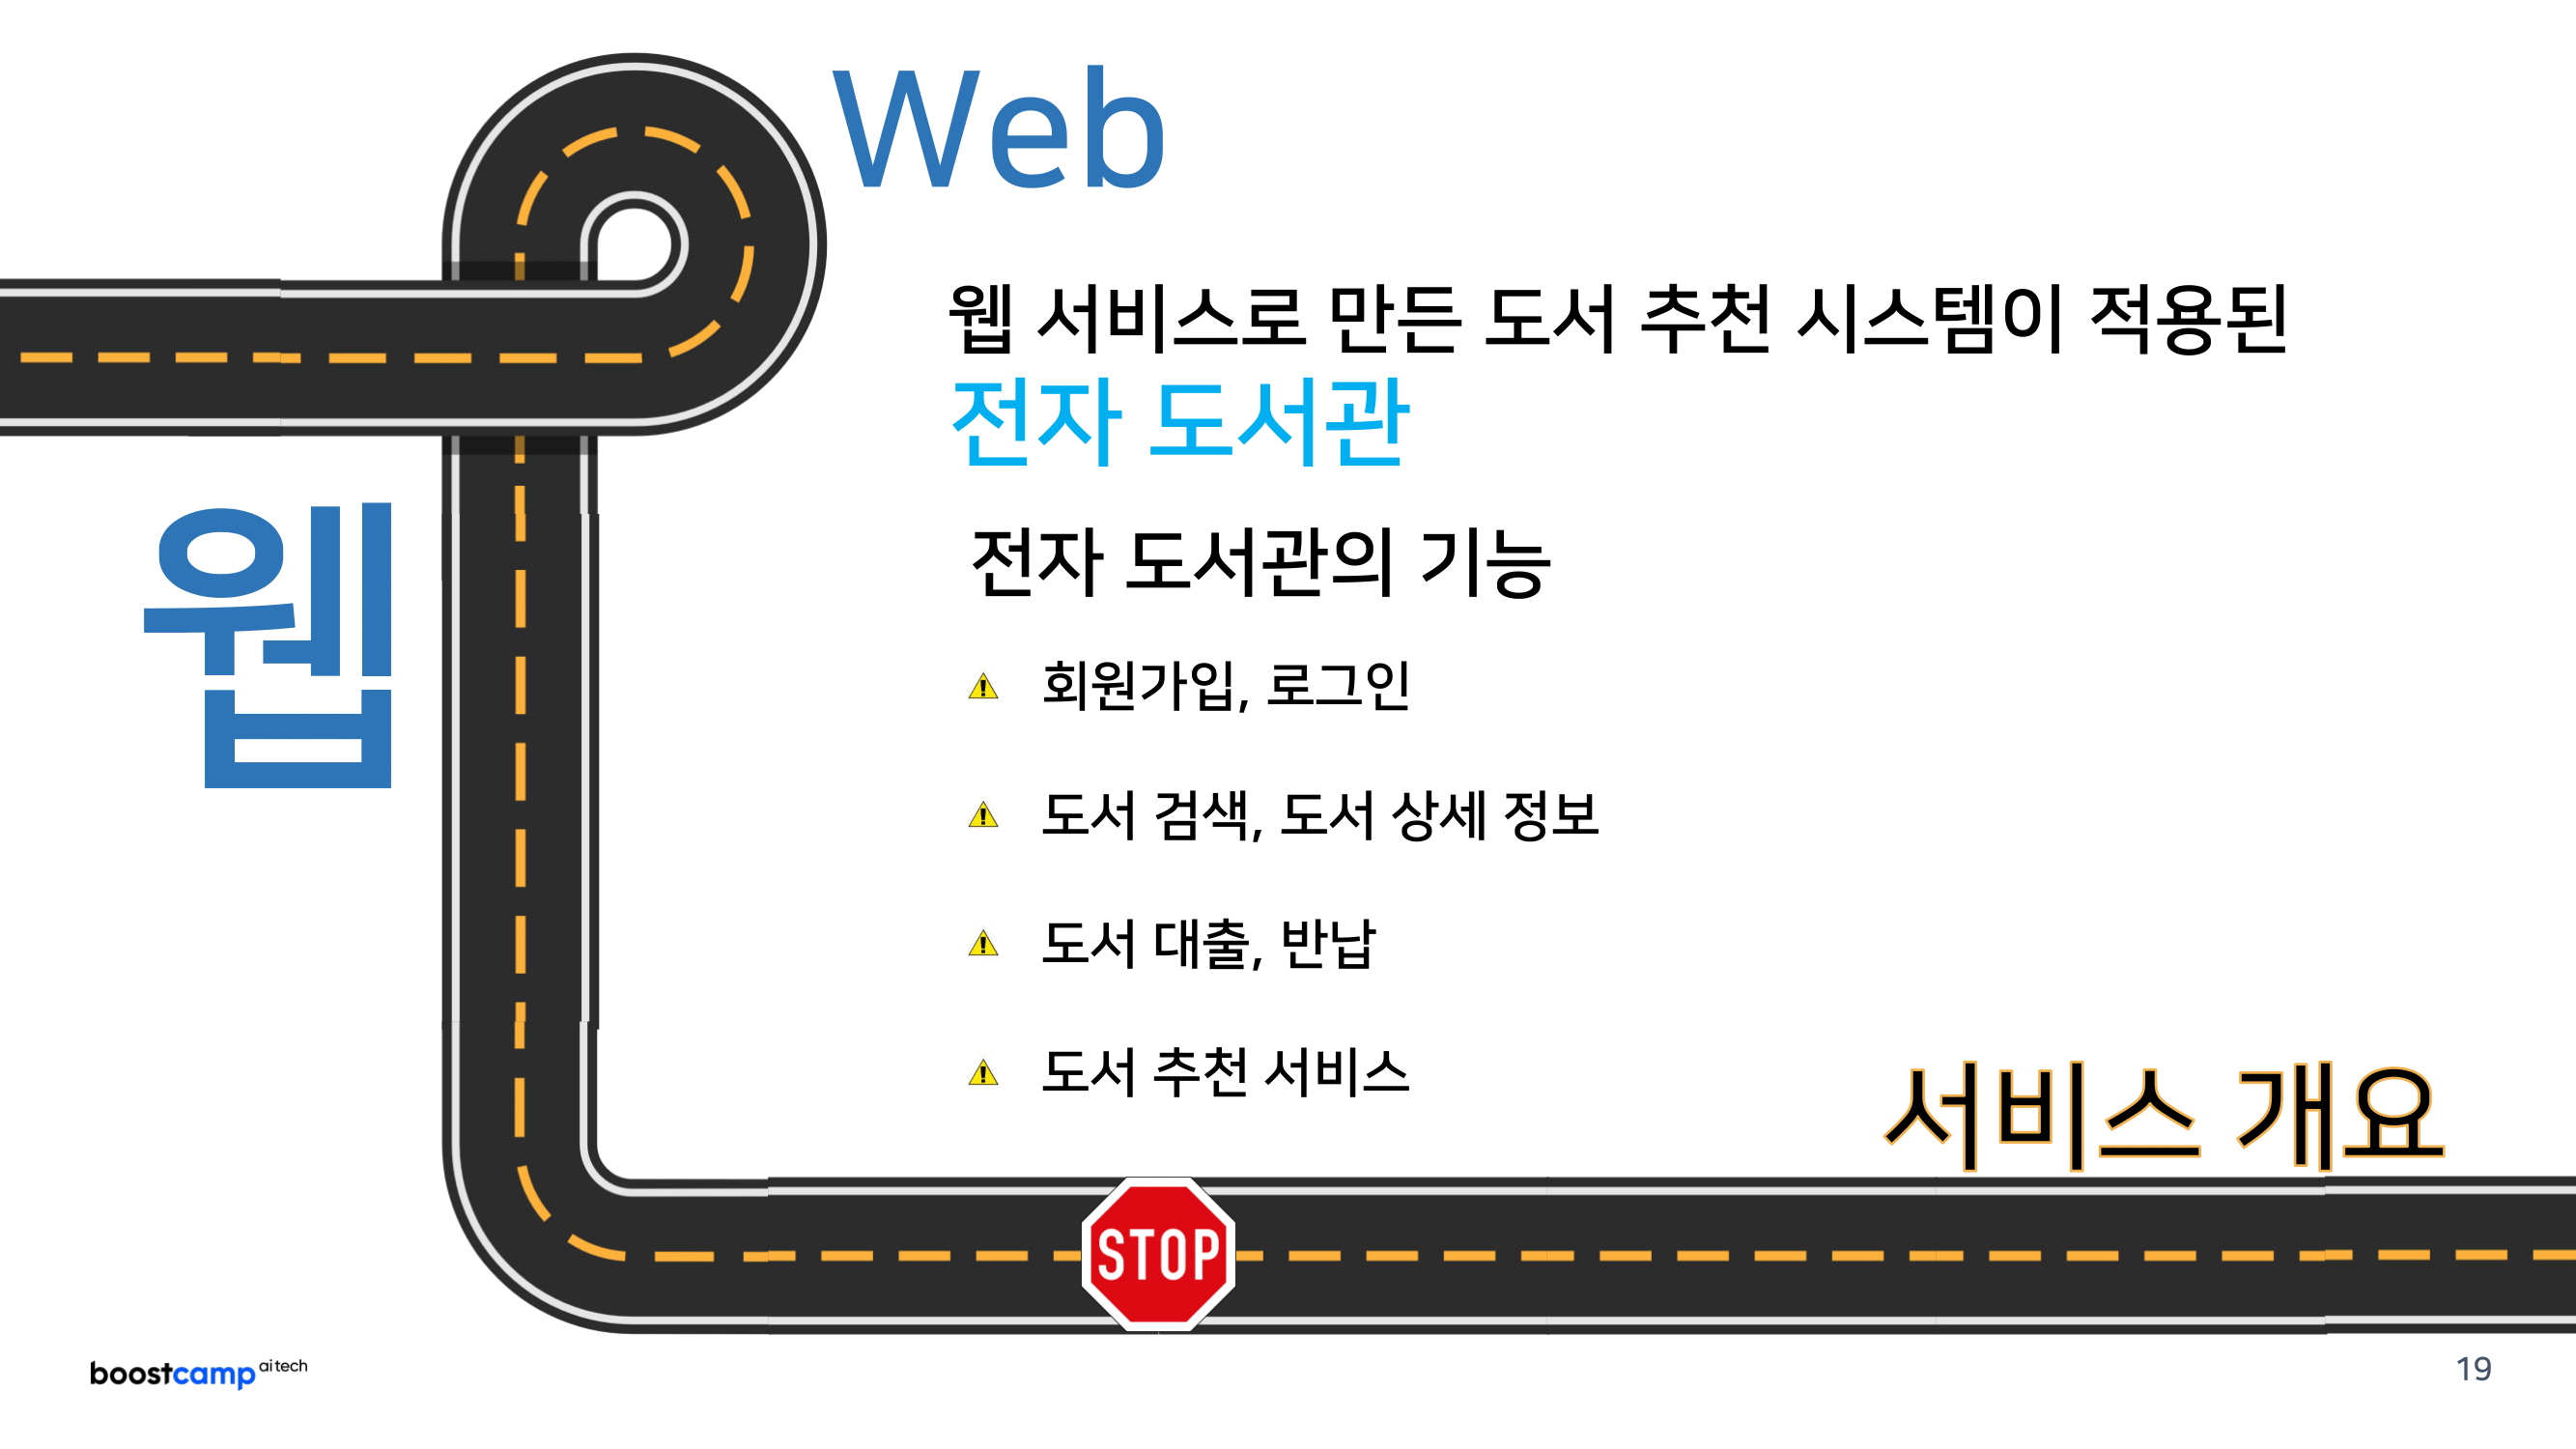 Web
웹 서비스로 만든 도서 추천 시스템이 적용된
전자 도서관
웹
전자 도서관의 기능
회원가입, 로그인
도서 검색, 도서 상세 정보
도서 대출, 반납
도서 추천 서비스
서비스 개요
STOP
boostcamp ai tech
19